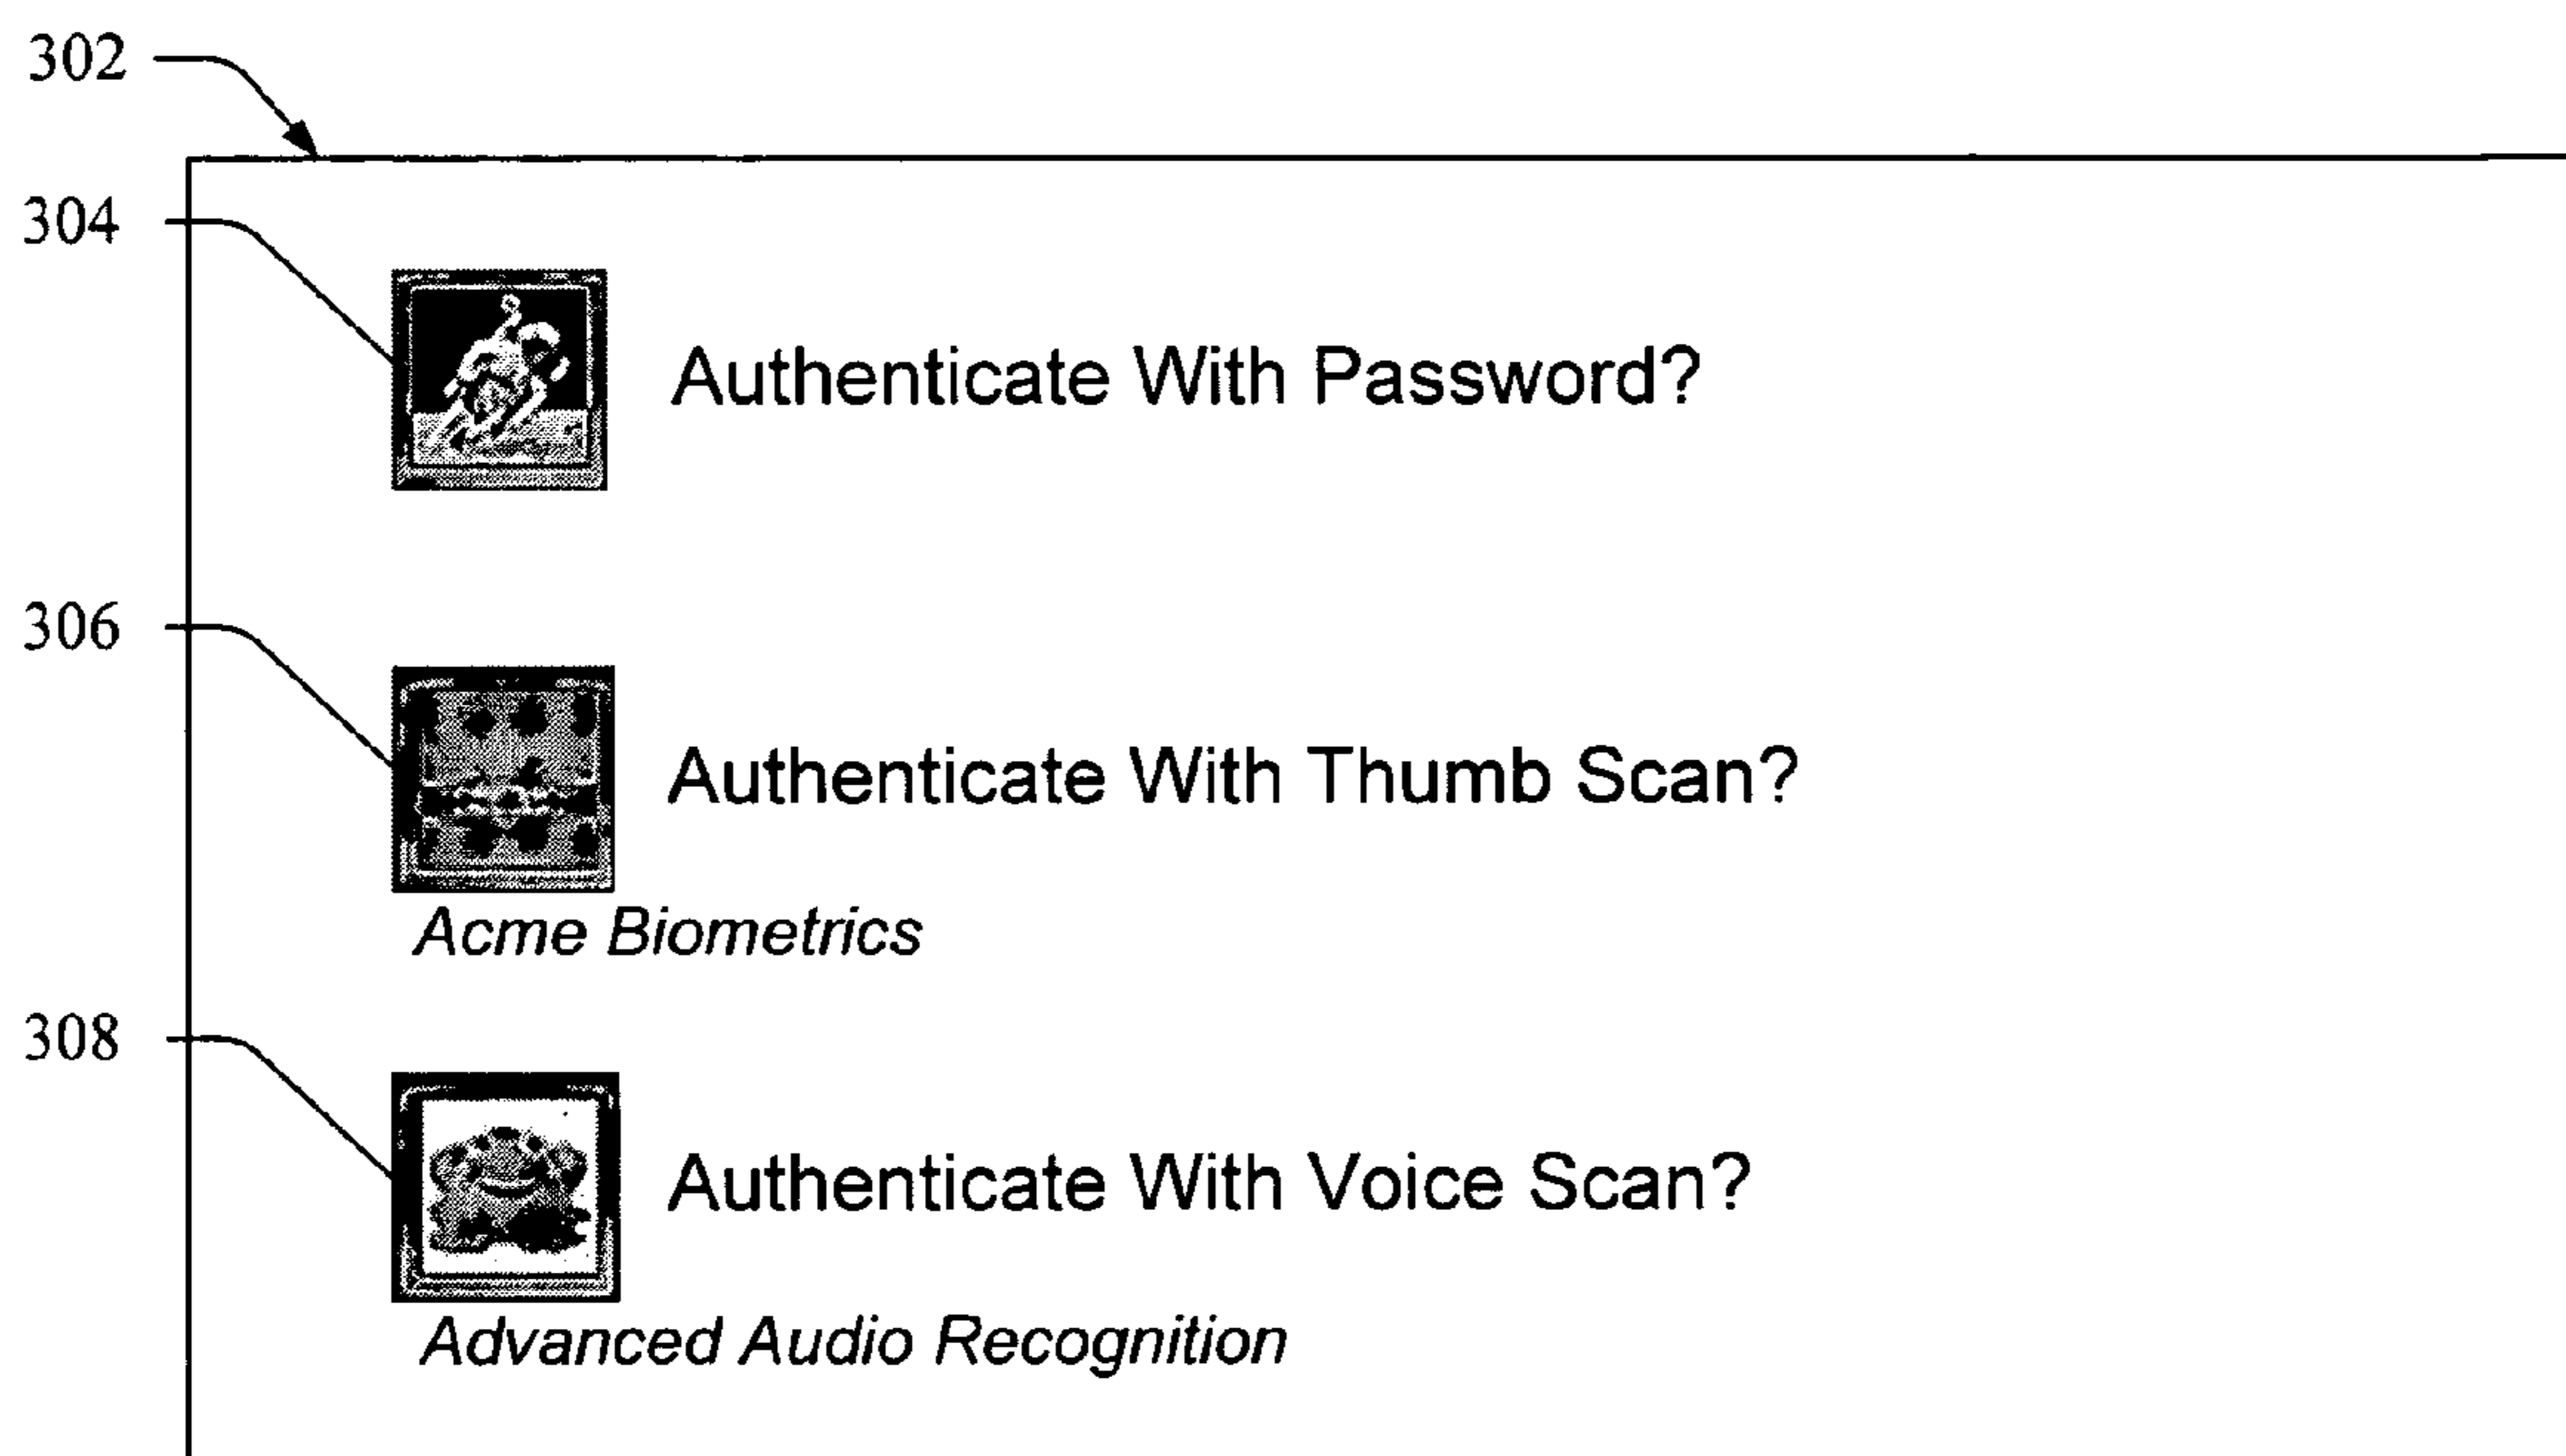 302
304
Authenticate With Password?
306
Authenticate With Thumb Scan?
Acme Biometrics
308
Authenticate With Voice Scan?
Advanced Audio Recognition